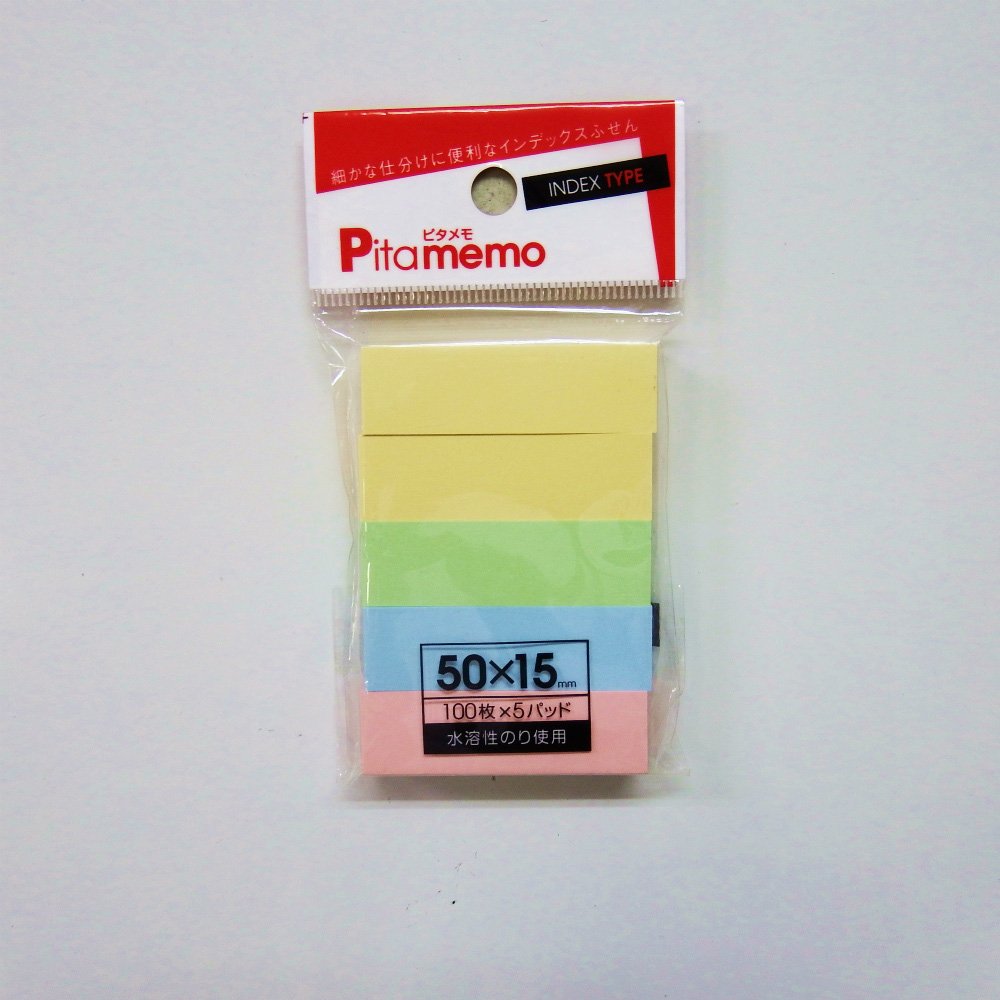 細かな仕分けに便利なインデックスふせん
INDEX TYPE
ピタメモ
Pitamemo
50×15mm
100枚×5パッド
水溶性のり使用